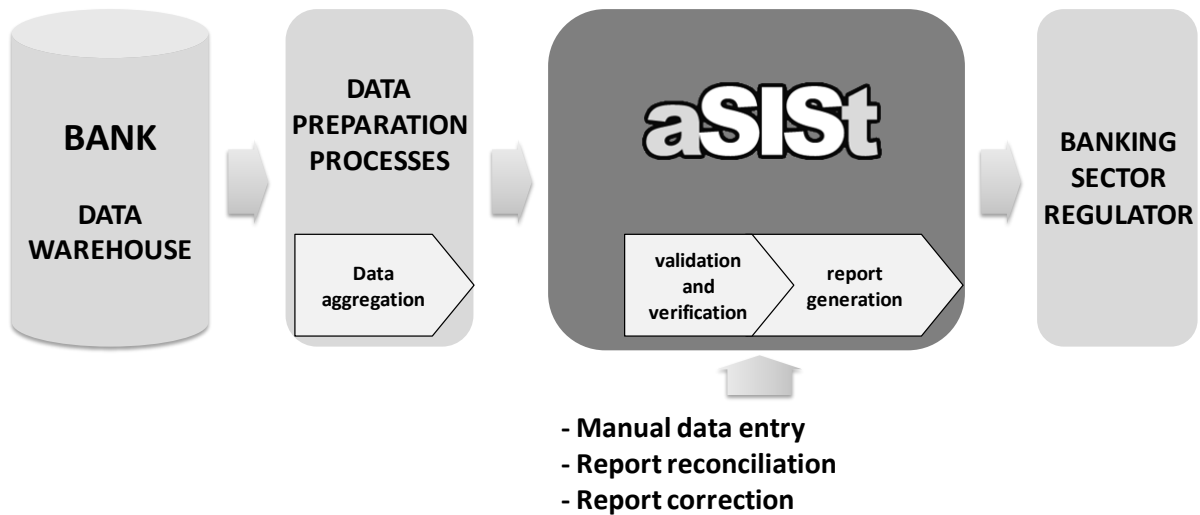 BANK
DATA
WAREHOUSE
DATA
PREPARATION
PROCESSES
Data
aggregation
aSISt
validation
and
verification
report
generation
BANKING
SECTOR
REGULATOR
- Manual data entry
- Report reconciliation
- Report correction